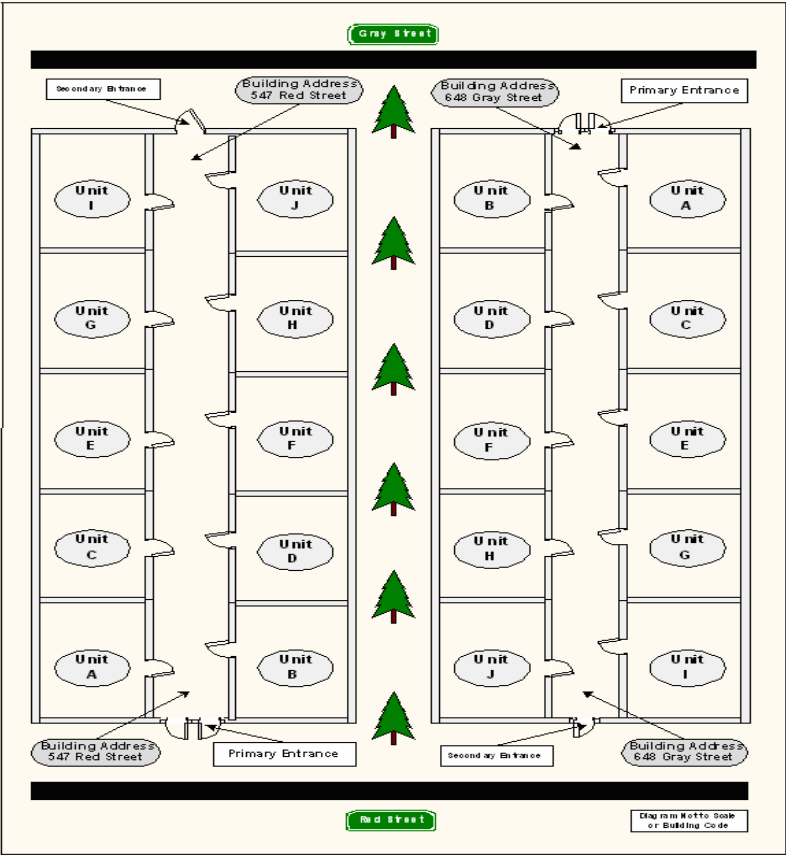 Gray Street
Secondary Entrance
Building Address
547 Red Street
Building Address
648 Gray Street
Primary Entrance
Unit
I
Unit
J
Unit
B
Unit
A
Unit
G
Unit
H
Unit
D
Unit
C
Unit
E
Unit
F
Unit
F
Unit
E
Unit
C
Unit
D
Unit
H
Unit
G
Unit
A
Unit
B
Unit
J
Unit
I
Building Address
547 Red Street
Primary Entrance
Secondary Entrance
Building Address
648 Gray Street
Red Street
Diagram Not to Scale
or Building Code